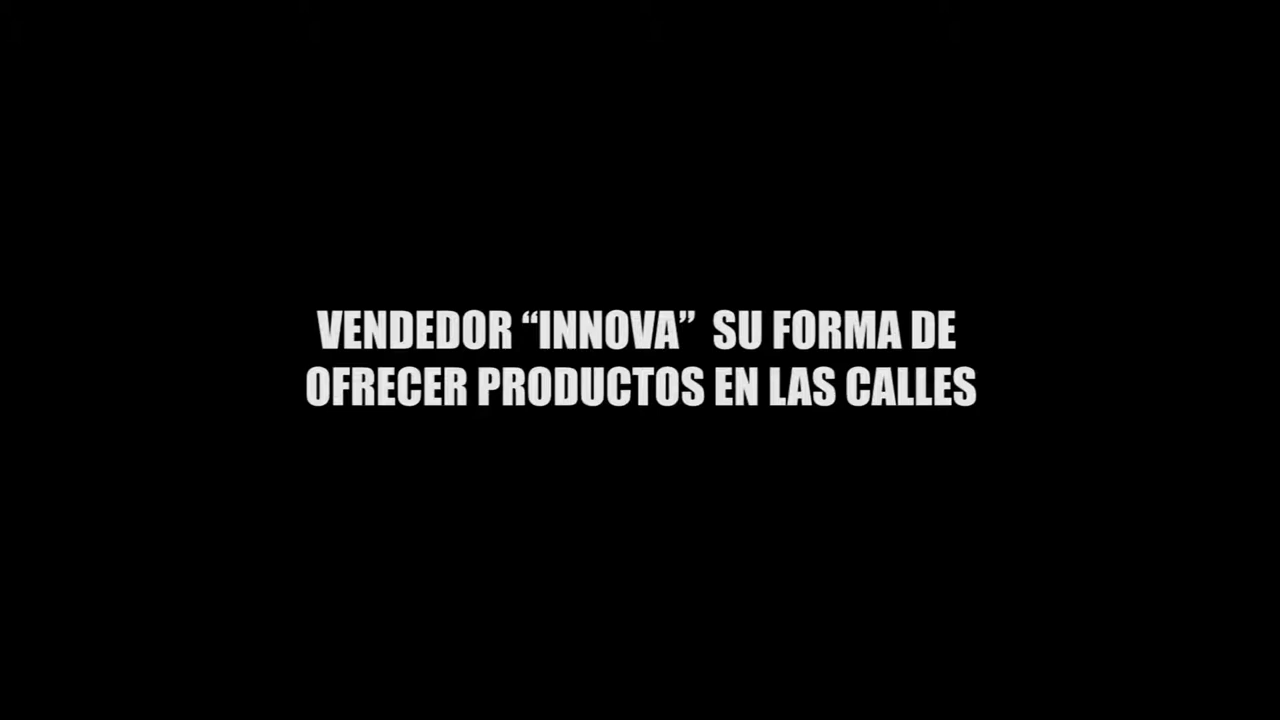 VENDEDOR “INNOVA”  SU FORMA DE
OFRECER PRODUCTOS EN LAS CALLES